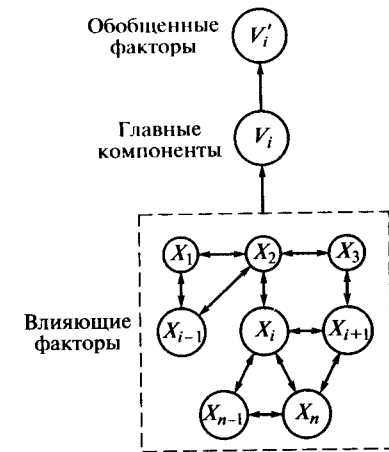 Обобщенные
факторы
V'ᵢ
Главные
компоненты
Vᵢ
X₁ X₂ X₃
Влияющие
факторы
Xᵢ₋₁ Xᵢ Xᵢ₊₁
Xₙ₋₁ Xₙ